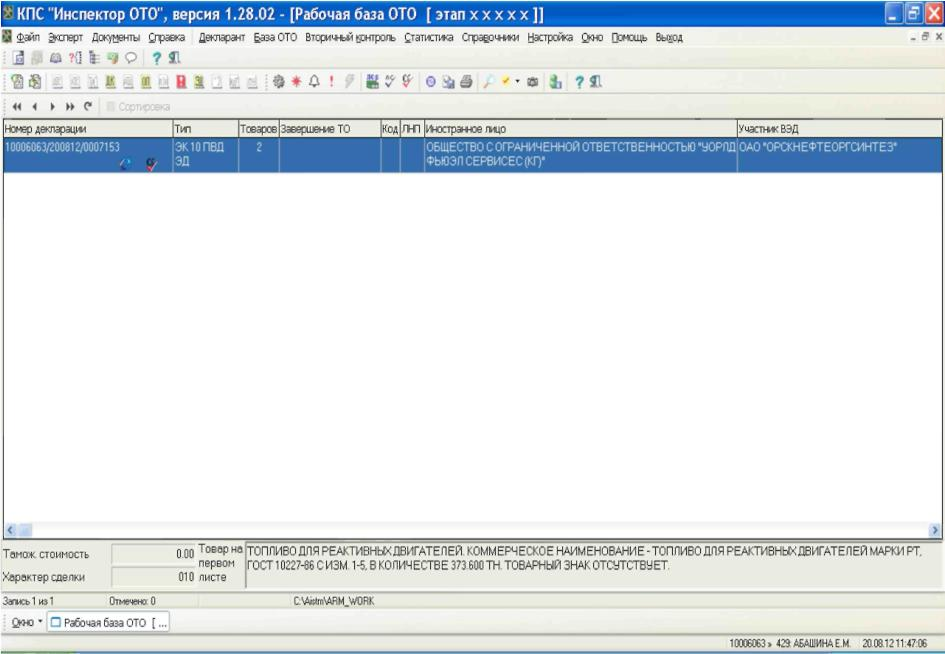 КПС "Инспектор ОТО", версия 1.28.02 - [Рабочая база ОТО [ этап x x x x x ]]
Файл Эксперт Документы Справка Декларант База ОТО Вторичный контроль Статистика Справочники Настройка Окно Помощь Выход
Сортировка
Номер декларации Тип Товаров Завершение ТО Код ЛНП Иностранное лицо Участник ВЭД
10006063/200812/0007153 ЭК 10 ПВД 2 ОБЩЕСТВО С ОГРАНИЧЕННОЙ ОТВЕТСТВЕННОСТЬЮ "УОРЛД ОАО "ОРСКНЕФТЕОРГСИНТЕЗ"
ЭД ФЬЮЭЛ СЕРВИСЕС (КГ)"
Тамож. стоимость 0.00 Товар на ТОПЛИВО ДЛЯ РЕАКТИВНЫХ ДВИГАТЕЛЕЙ. КОММЕРЧЕСКОЕ НАИМЕНОВАНИЕ - ТОПЛИВО ДЛЯ РЕАКТИВНЫХ ДВИГАТЕЛЕЙ МАРКИ РТ,
первом ГОСТ 10227-86 С ИЗМ. 1-5, В КОЛИЧЕСТВЕ 373.600 ТН. ТОВАРНЫЙ ЗНАК ОТСУТСТВУЕТ.
Характер сделки 010 листе
Запись 1 из 1 Отмечено: 0 C:\Aistm\ARM_WORK
Окно Рабочая база ОТО [ ...
10006063 » 429: АБАШИНА Е.М. 20.08.12 11:47:06